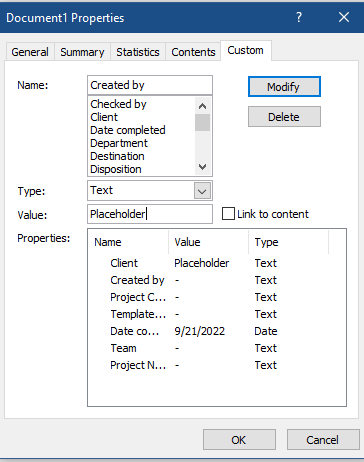 Document1 Properties
General Summary Statistics Contents Custom
Name: Created by Modify
Checked by
Client
Date completed
Department
Destination
Disposition
Delete
Type: Text
Value: Placeholder Link to content
Properties:
Name Value Type
Client Placeholder Text
Created by - Text
Project C... - Text
Template... - Text
Date co... 9/21/2022 Date
Team - Text
Project N... - Text
OK Cancel